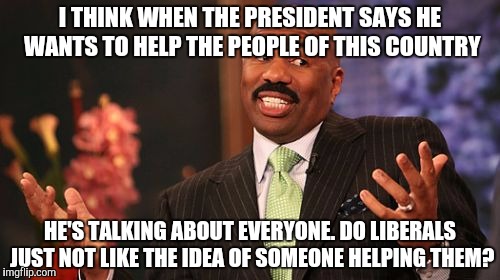 I THINK WHEN THE PRESIDENT SAYS HE
WANTS TO HELP THE PEOPLE OF THIS COUNTRY
HE'S TALKING ABOUT EVERYONE. DO LIBERALS
JUST NOT LIKE THE IDEA OF SOMEONE HELPING THEM?
imgflip.com